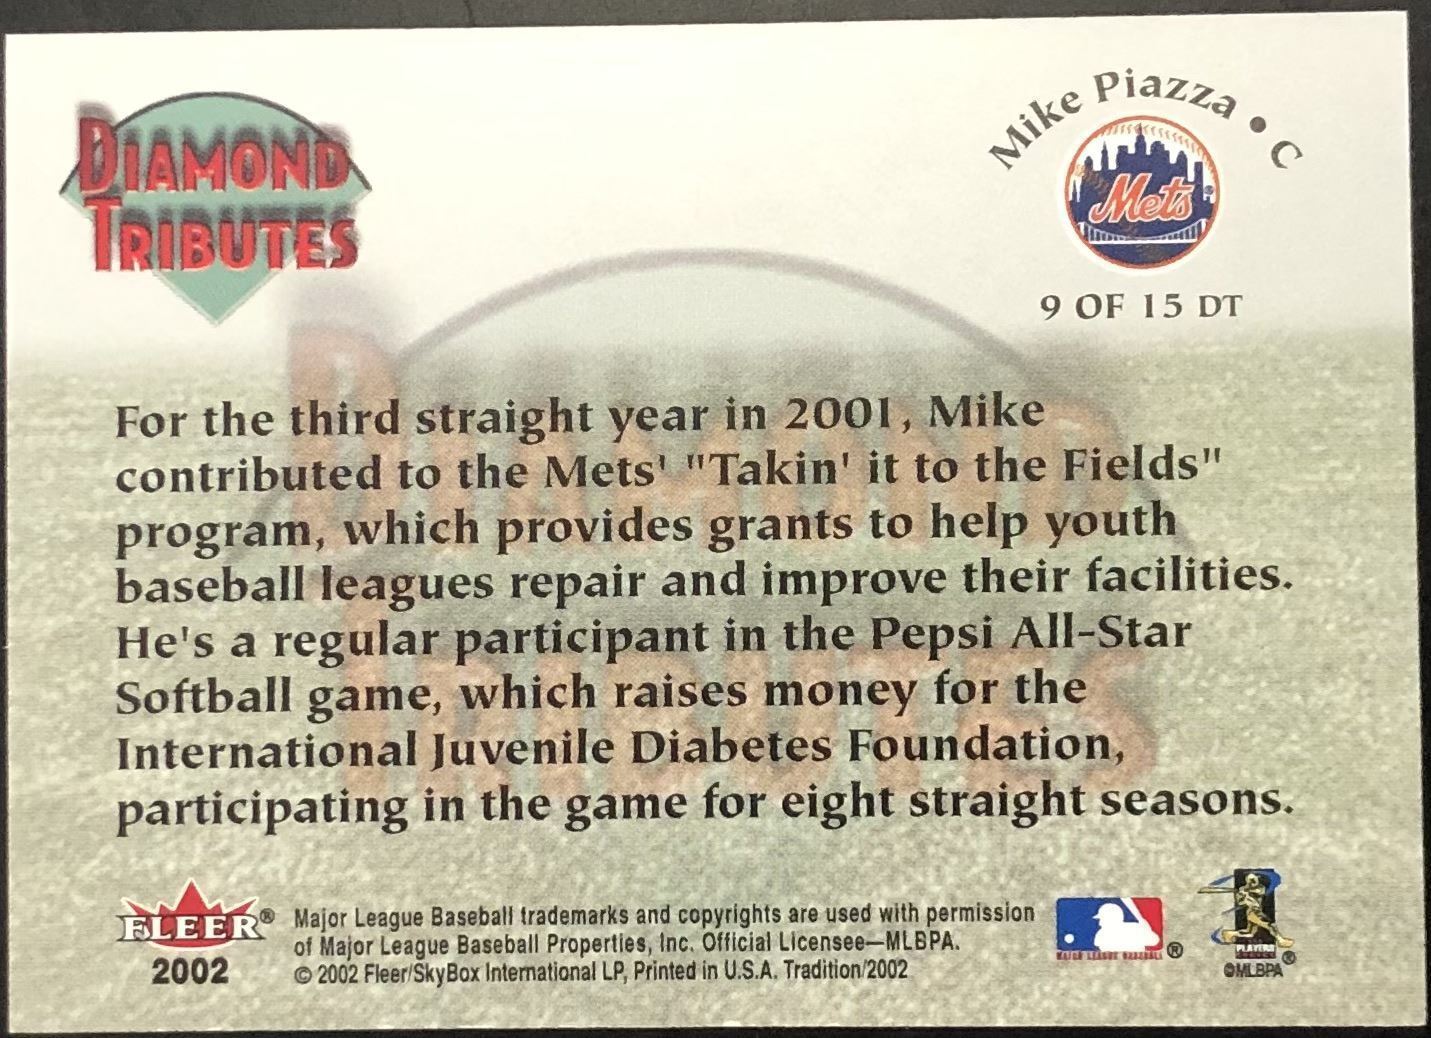 DIAMOND
TRIBUTES
Mike Piazza • C
Mets
9 OF 15 DT
For the third straight year in 2001, Mike
contributed to the Mets' "Takin' it to the Fields"
program, which provides grants to help youth
baseball leagues repair and improve their facilities.
He's a regular participant in the Pepsi All-Star
Softball game, which raises money for the
International Juvenile Diabetes Foundation,
participating in the game for eight straight seasons.
FLEER®
2002
Major League Baseball trademarks and copyrights are used with permission
of Major League Baseball Properties, Inc. Official Licensee—MLBPA.
© 2002 Fleer/SkyBox International LP, Printed in U.S.A. Tradition/2002
MAJOR LEAGUE BASEBALL ®
PLAYERS
®
©MLBPA